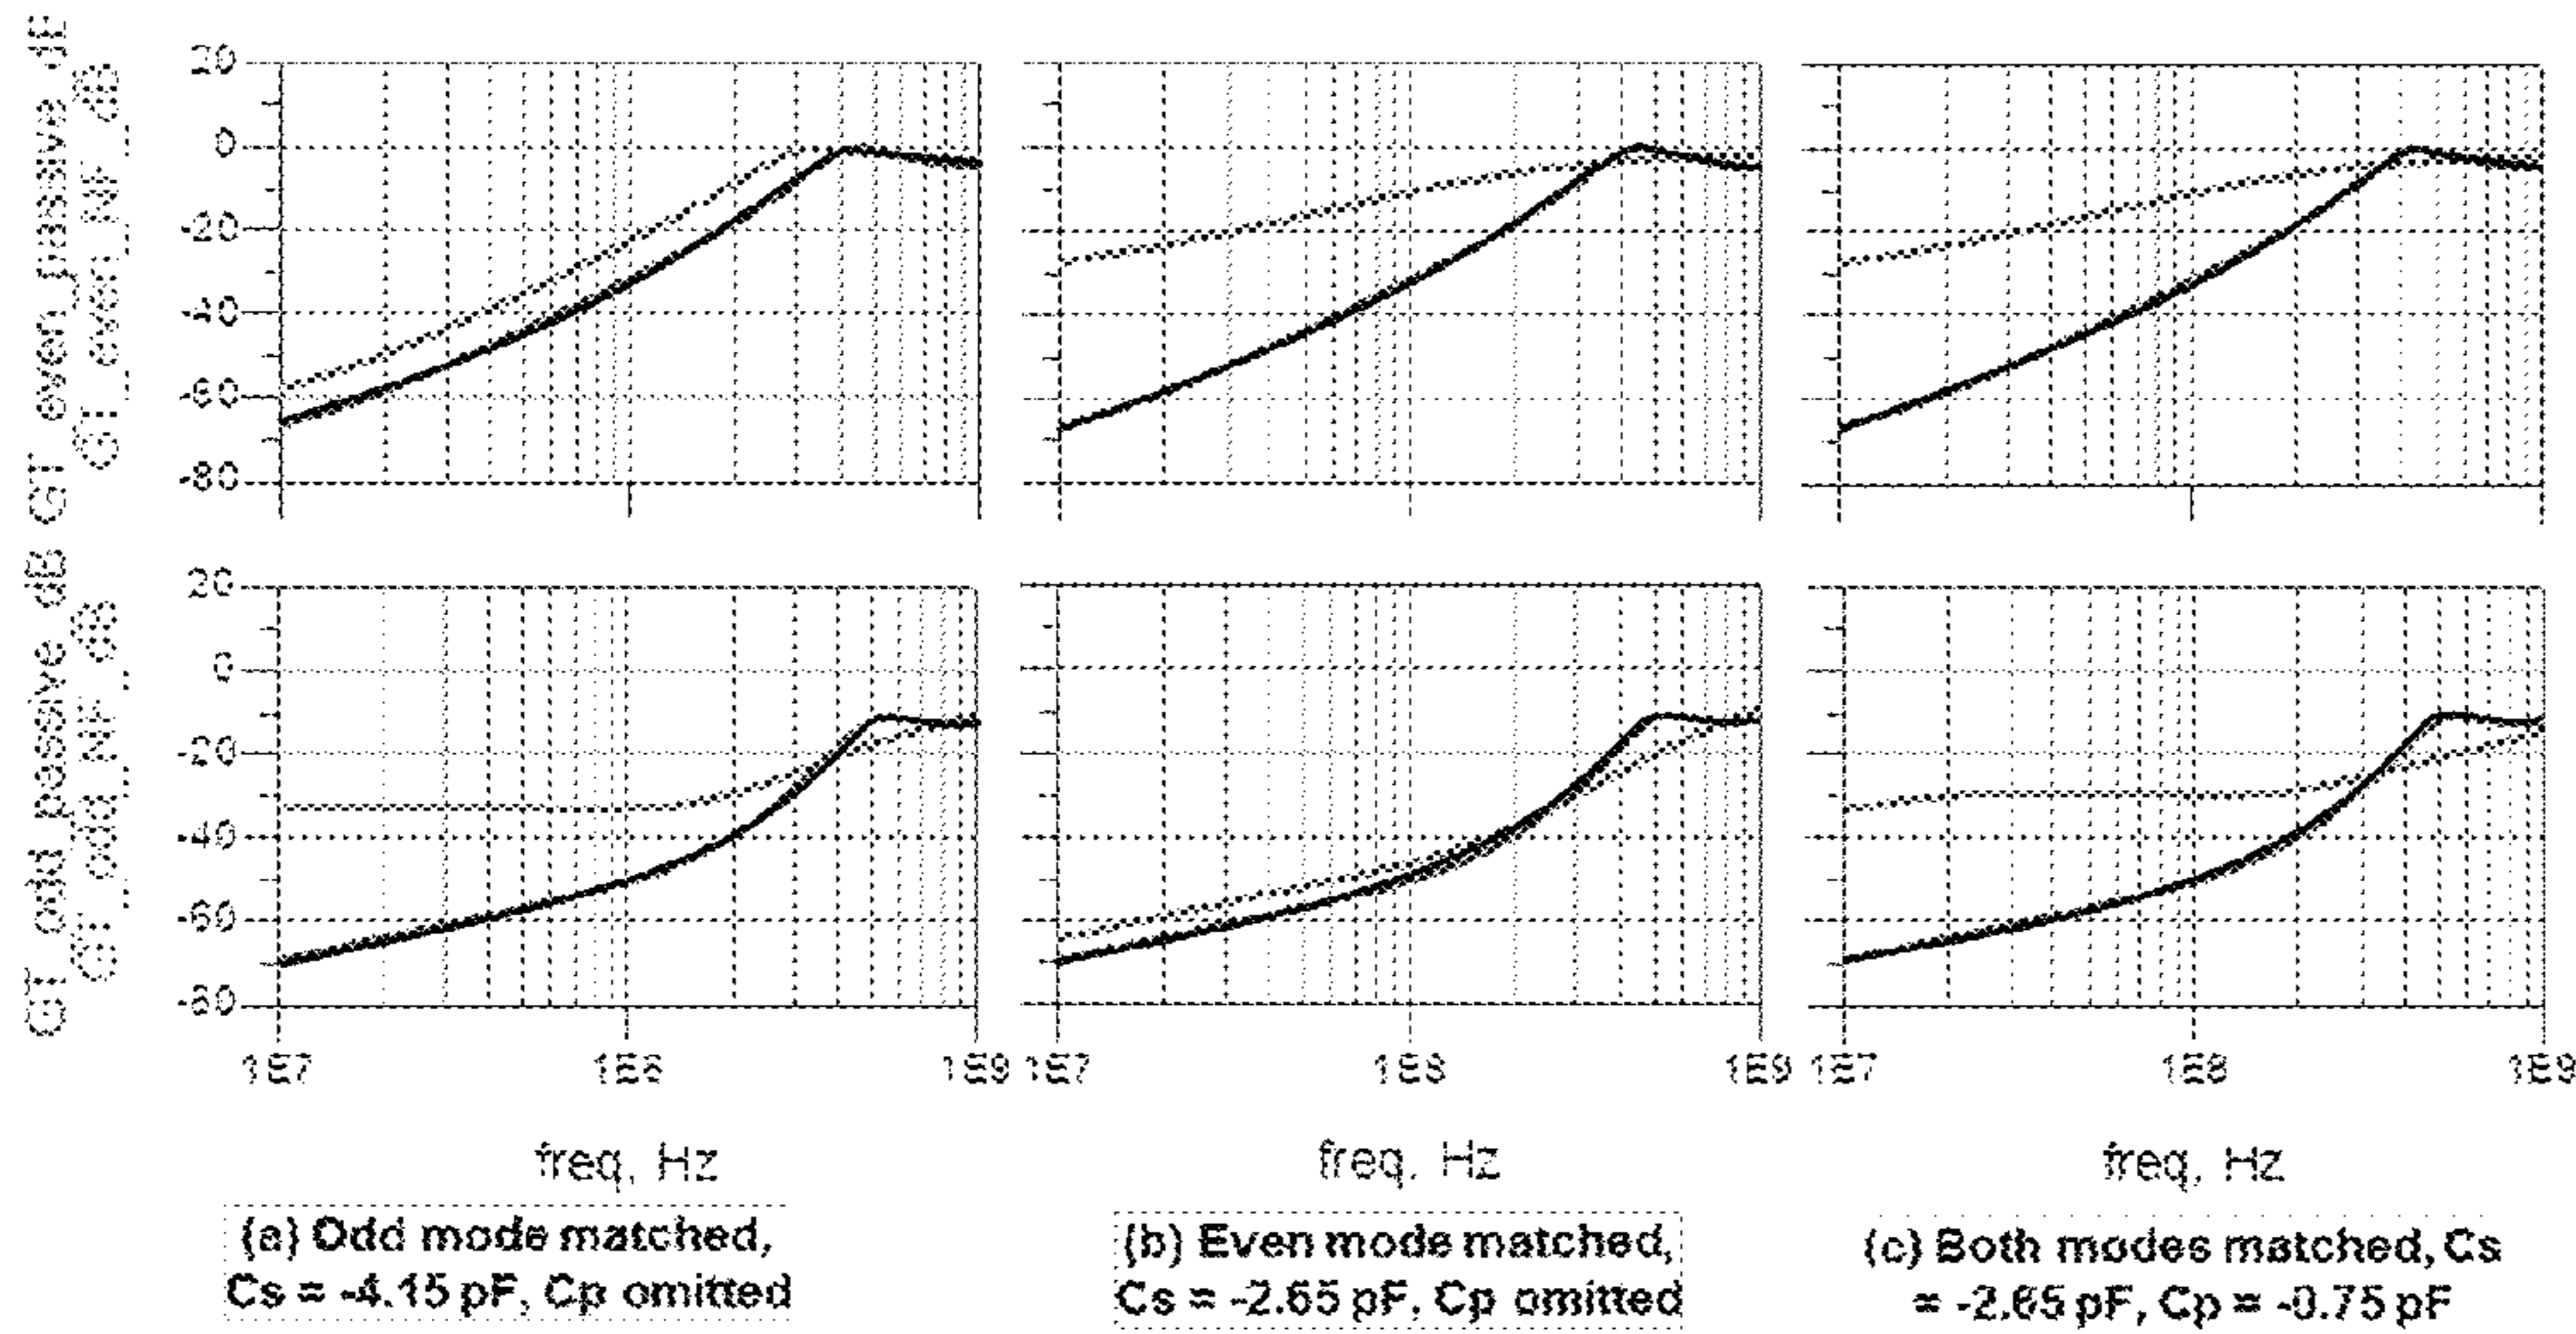 GT_even_passive_dB
GT_even_NF_dB
20
0
-20
-40
-60
-80
GT_odd_passive_dB
GT_odd_NF_dB
20
0
-20
-40
-60
-80
1E7 1E8 1E9 1E7 1E8 1E9 1E7 1E8 1E9
freq, Hz freq, Hz freq, Hz
(a) Odd mode matched,
Cs = -4.15 pF, Cp omitted
(b) Even mode matched,
Cs = -2.65 pF, Cp omitted
(c) Both modes matched, Cs
= -2.65 pF, Cp = -0.75 pF